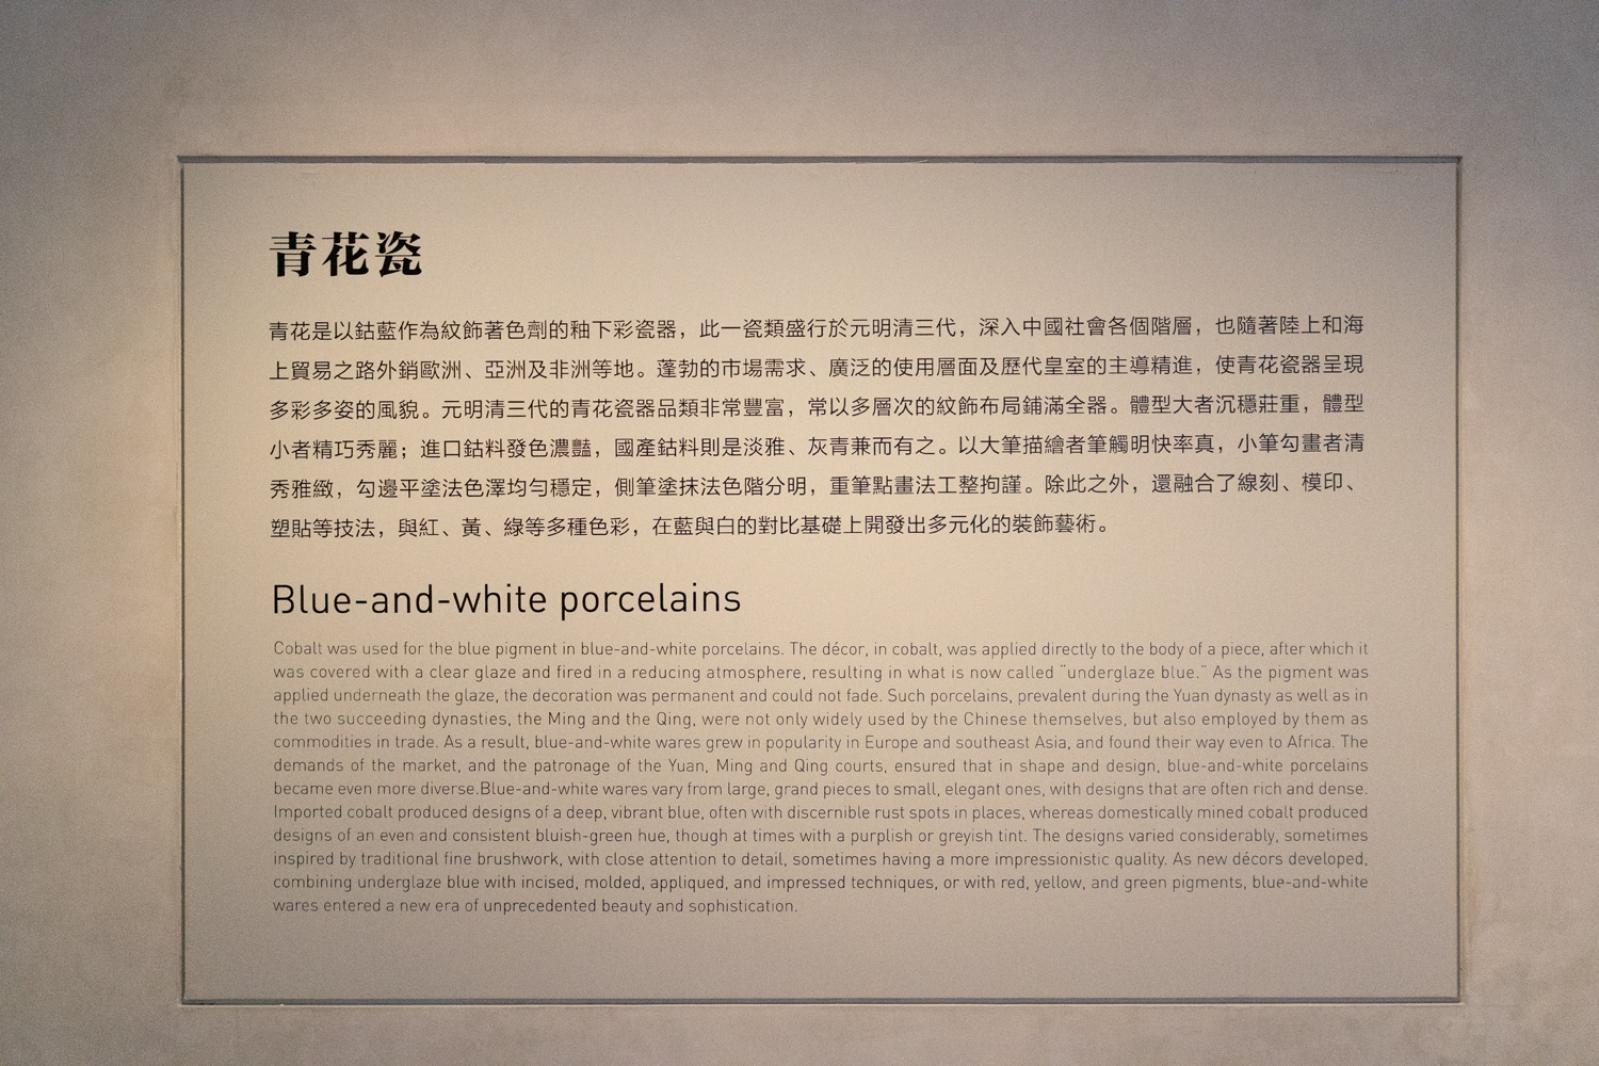 青花瓷
青花是以鈷藍作為紋飾著色劑的釉下彩瓷器，此一瓷類盛行於元明清三代，深入中國社會各個階層，也隨著陸上和海
上貿易之路外銷歐洲、亞洲及非洲等地。蓬勃的市場需求、廣泛的使用層面及歷代皇室的主導精進，使青花瓷器呈現
多彩多姿的風貌。元明清三代的青花瓷器品類非常豐富，常以多層次的紋飾布局鋪滿全器。體型大者沉穩莊重，體型
小者精巧秀麗；進口鈷料發色濃豔，國產鈷料則是淡雅、灰青兼而有之。以大筆描繪者筆觸明快率真，小筆勾畫者清
秀雅緻，勾邊平塗法色澤均勻穩定，側筆塗抹法色階分明，重筆點畫法工整拘謹。除此之外，還融合了線刻、模印、
塑貼等技法，與紅、黃、綠等多種色彩，在藍與白的對比基礎上開發出多元化的裝飾藝術。
Blue-and-white porcelains
Cobalt was used for the blue pigment in blue-and-white porcelains. The décor, in cobalt, was applied directly to the body of a piece, after which it
was covered with a clear glaze and fired in a reducing atmosphere, resulting in what is now called "underglaze blue." As the pigment was
applied underneath the glaze, the decoration was permanent and could not fade. Such porcelains, prevalent during the Yuan dynasty as well as in
the two succeeding dynasties, the Ming and the Qing, were not only widely used by the Chinese themselves, but also employed by them as
commodities in trade. As a result, blue-and-white wares grew in popularity in Europe and southeast Asia, and found their way even to Africa. The
demands of the market, and the patronage of the Yuan, Ming and Qing courts, ensured that in shape and design, blue-and-white porcelains
became even more diverse.Blue-and-white wares vary from large, grand pieces to small, elegant ones, with designs that are often rich and dense.
Imported cobalt produced designs of a deep, vibrant blue, often with discernible rust spots in places, whereas domestically mined cobalt produced
designs of an even and consistent bluish-green hue, though at times with a purplish or greyish tint. The designs varied considerably, sometimes
inspired by traditional fine brushwork, with close attention to detail, sometimes having a more impressionistic quality. As new décors developed,
combining underglaze blue with incised, molded, appliqued, and impressed techniques, or with red, yellow, and green pigments, blue-and-white
wares entered a new era of unprecedented beauty and sophistication.